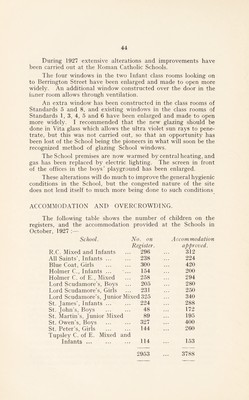 44
During 1927 extensive alterations and improvements have
been carried out at the Roman Catholic Schools.
The four windows in the two Infant class rooms looking on
to Berrington Street have been enlarged and made to open more
widely. An additional window constructed over the door in the
inner room allows through ventilation.
An extra window has been constructed in the class rooms of
Standards 5 and 8, and existing windows in the class rooms of
Standards 1, 3, 4, 5 and 6 have been enlarged and made to open
more widely. I recommended that the new glazing should be
done in Vita glass which allows the ultra violet sun rays to pene-
trate, but this was not carried out, so that an opportunity has
been lost of the School being the pioneers in what will soon be the
recognized method of glazing School windows.
The School premises are now warmed by central heating, and
gas has been replaced by electric lighting. The screen in front
of the offices in the boys' playground has been enlarged.
These alterations will do much to improve the general hygienic
conditions in the School, but the congested nature of the site
does not lend itself to much more being done to such conditions
ACCOMMODATION AND OVERCROWDING.
The following table shows the number of children on the
registers, and the accommodation provided at the Schools in
October, 1927 :—
School. No. on Accommodation
Register. approved.
R.C. Mixed and Infants ... 296 ... 312
All Saints', Infants ... ... 238 ... 224
Blue Coat, Girls ... 300 ... 420
Holmer C., Infants ... ... 154 ... 200
Holmer C. of E., Mixed ... 258 ... 294
Lord Scudamore's, Boys ... 205 ... 280
Lord Scudamore's, Girls ... 231 ... 250
Lord Scudamore's, Junior Mixed 325 ... 340
St. James', Infants ... ... 224 ... 288
St. John's, Boys ... 48 ... 172
St. Martin's, Junior Mixed 89 ... 195
St. Owen's, Boys ... ... 327 ... 400
St. Peter's, Girls ... ... 144 ... 260
Tupsley C. of E. Mixed and
Infants ... ... ... 114 ... 153
2953 3788